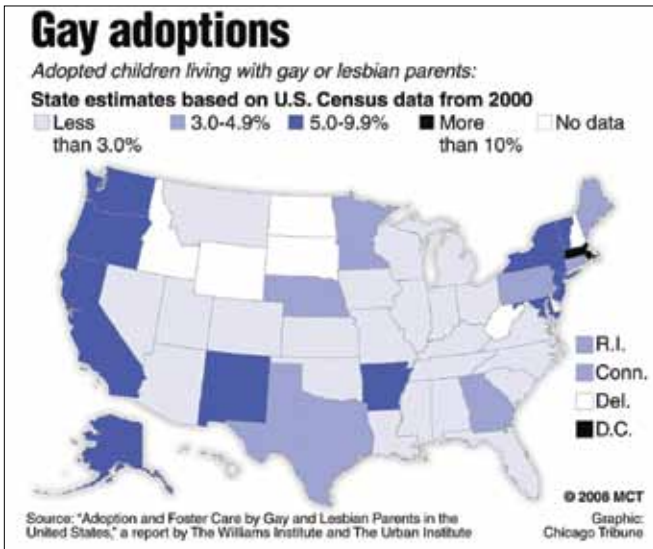 Gay adoptions
Adopted children living with gay or lesbian parents:
State estimates based on U.S. Census data from 2000
Less than 3.0%
3.0-4.9%
5.0-9.9%
More than 10%
No data
R.I.
Conn.
Del.
D.C.
© 2008 MCT
Source: "Adoption and Foster Care by Gay and Lesbian Parents in the
United States," a report by The Williams Institute and The Urban Institute
Graphic:
Chicago Tribune